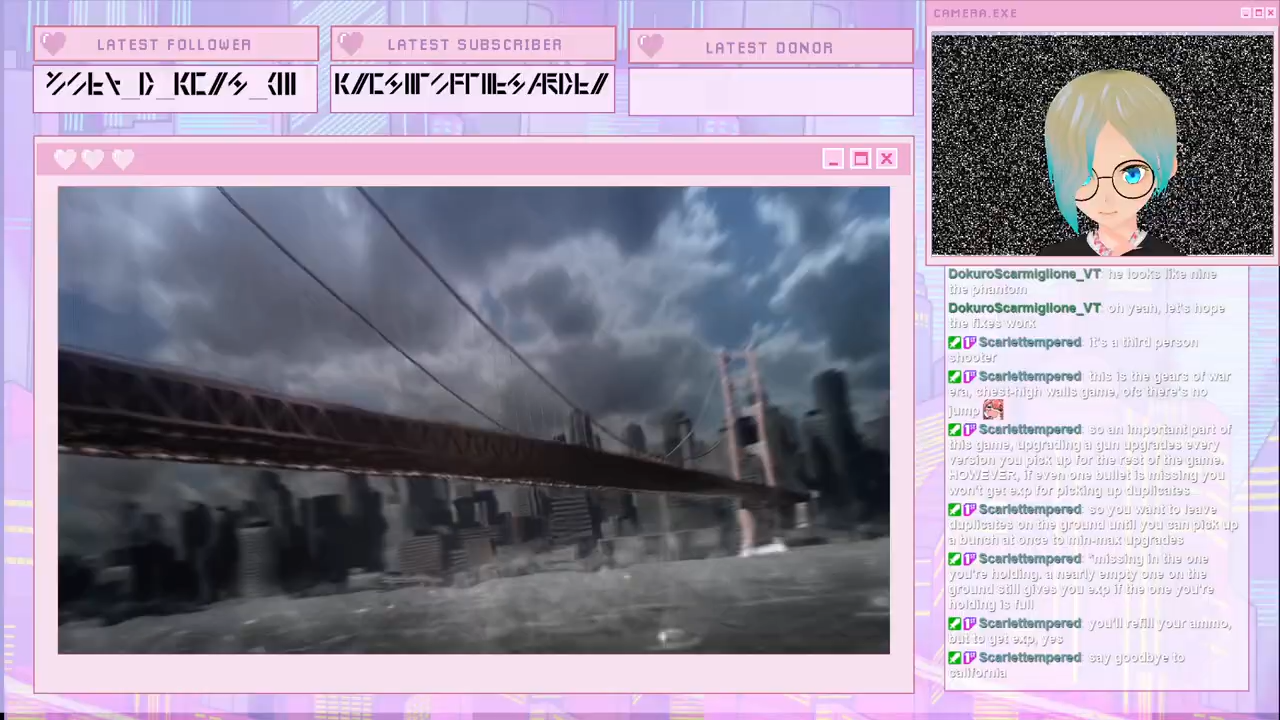 CAMERA.EXE
LATEST FOLLOWER
LATEST SUBSCRIBER
LATEST DONOR
DokuroScarmiglione_VT: he looks like nine
the phantom
DokuroScarmiglione_VT: oh yeah, let's hope
the fixes work
Scarlettempered: it's a third person
shooter
Scarlettempered: this is the gears of war
era, chest-high walls game, ofc there's no
jump
Scarlettempered: so an important part of
this game, upgrading a gun upgrades every
version you pick up for the rest of the game.
HOWEVER, if even one bullet is missing you
won't get exp for picking up duplicates
Scarlettempered: so you want to leave
duplicates on the ground until you can pick up
a bunch at once to min-max upgrades
Scarlettempered: *missing in the one
you're holding. a nearly empty one on the
ground still gives you exp if the one you're
holding is full
Scarlettempered: you'll refill your ammo,
but to get exp, yes
Scarlettempered: say goodbye to
california